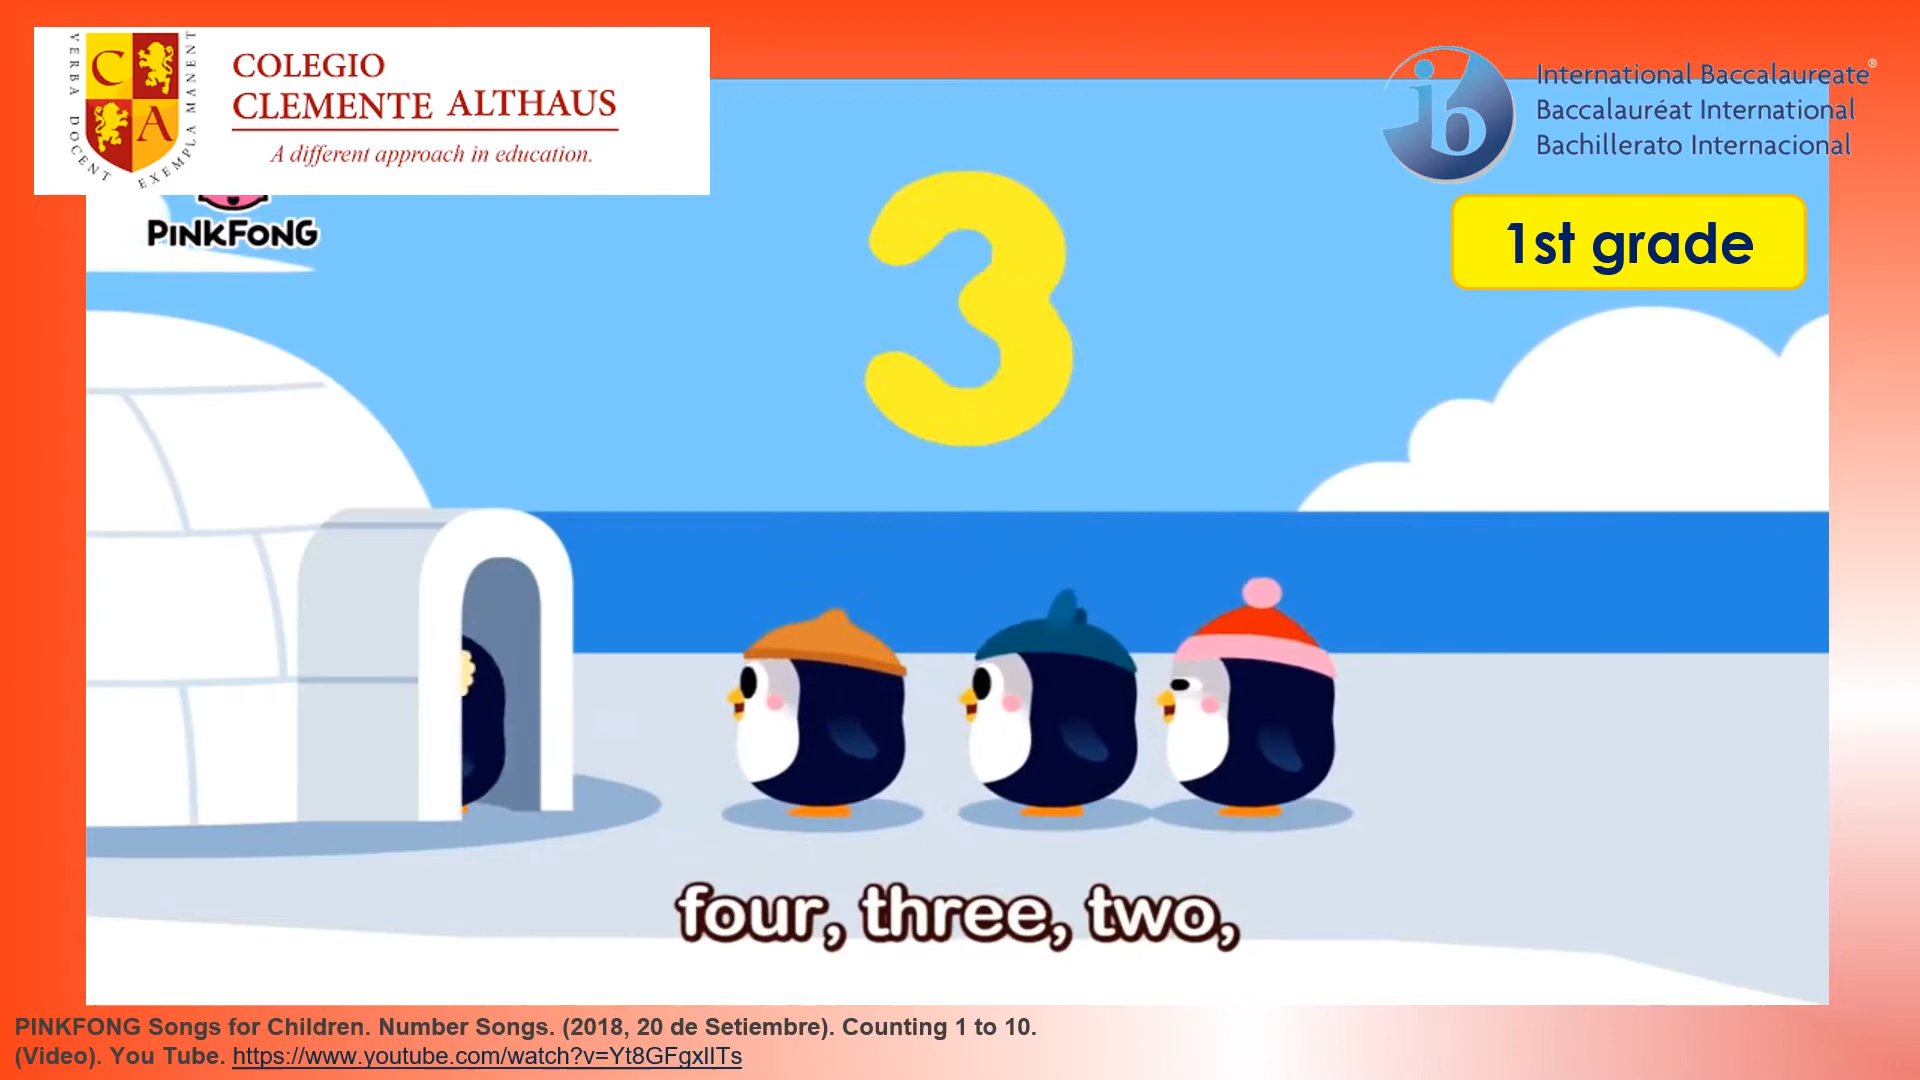 VERBA DOCENT EXEMPLA MANENT
C
A
COLEGIO
CLEMENTE ALTHAUS
A different approach in education.
ib
International Baccalaureate®
Baccalauréat International
Bachillerato Internacional
PINKFONG
1st grade
3
four, three, two,
PINKFONG Songs for Children. Number Songs. (2018, 20 de Setiembre). Counting 1 to 10.
(Video). You Tube. https://www.youtube.com/watch?v=Yt8GFgxlITs